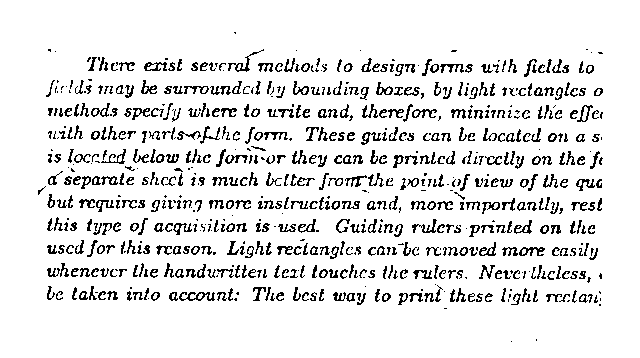 There exist several methods to design forms with fields to
fields may be surrounded by bounding boxes, by light rectangles o
methods specify where to write and, therefore, minimize the effec
with other parts of the form. These guides can be located on a s
is located below the form or they can be printed directly on the fo
a separate sheet is much better from the point of view of the qua
but requires giving more instructions and, more importantly, rest
this type of acquisition is used. Guiding rulers printed on the
used for this reason. Light rectangles can be removed more easily
whenever the handwritten text touches the rulers. Nevertheless,
be taken into account: The best way to print these light rectan